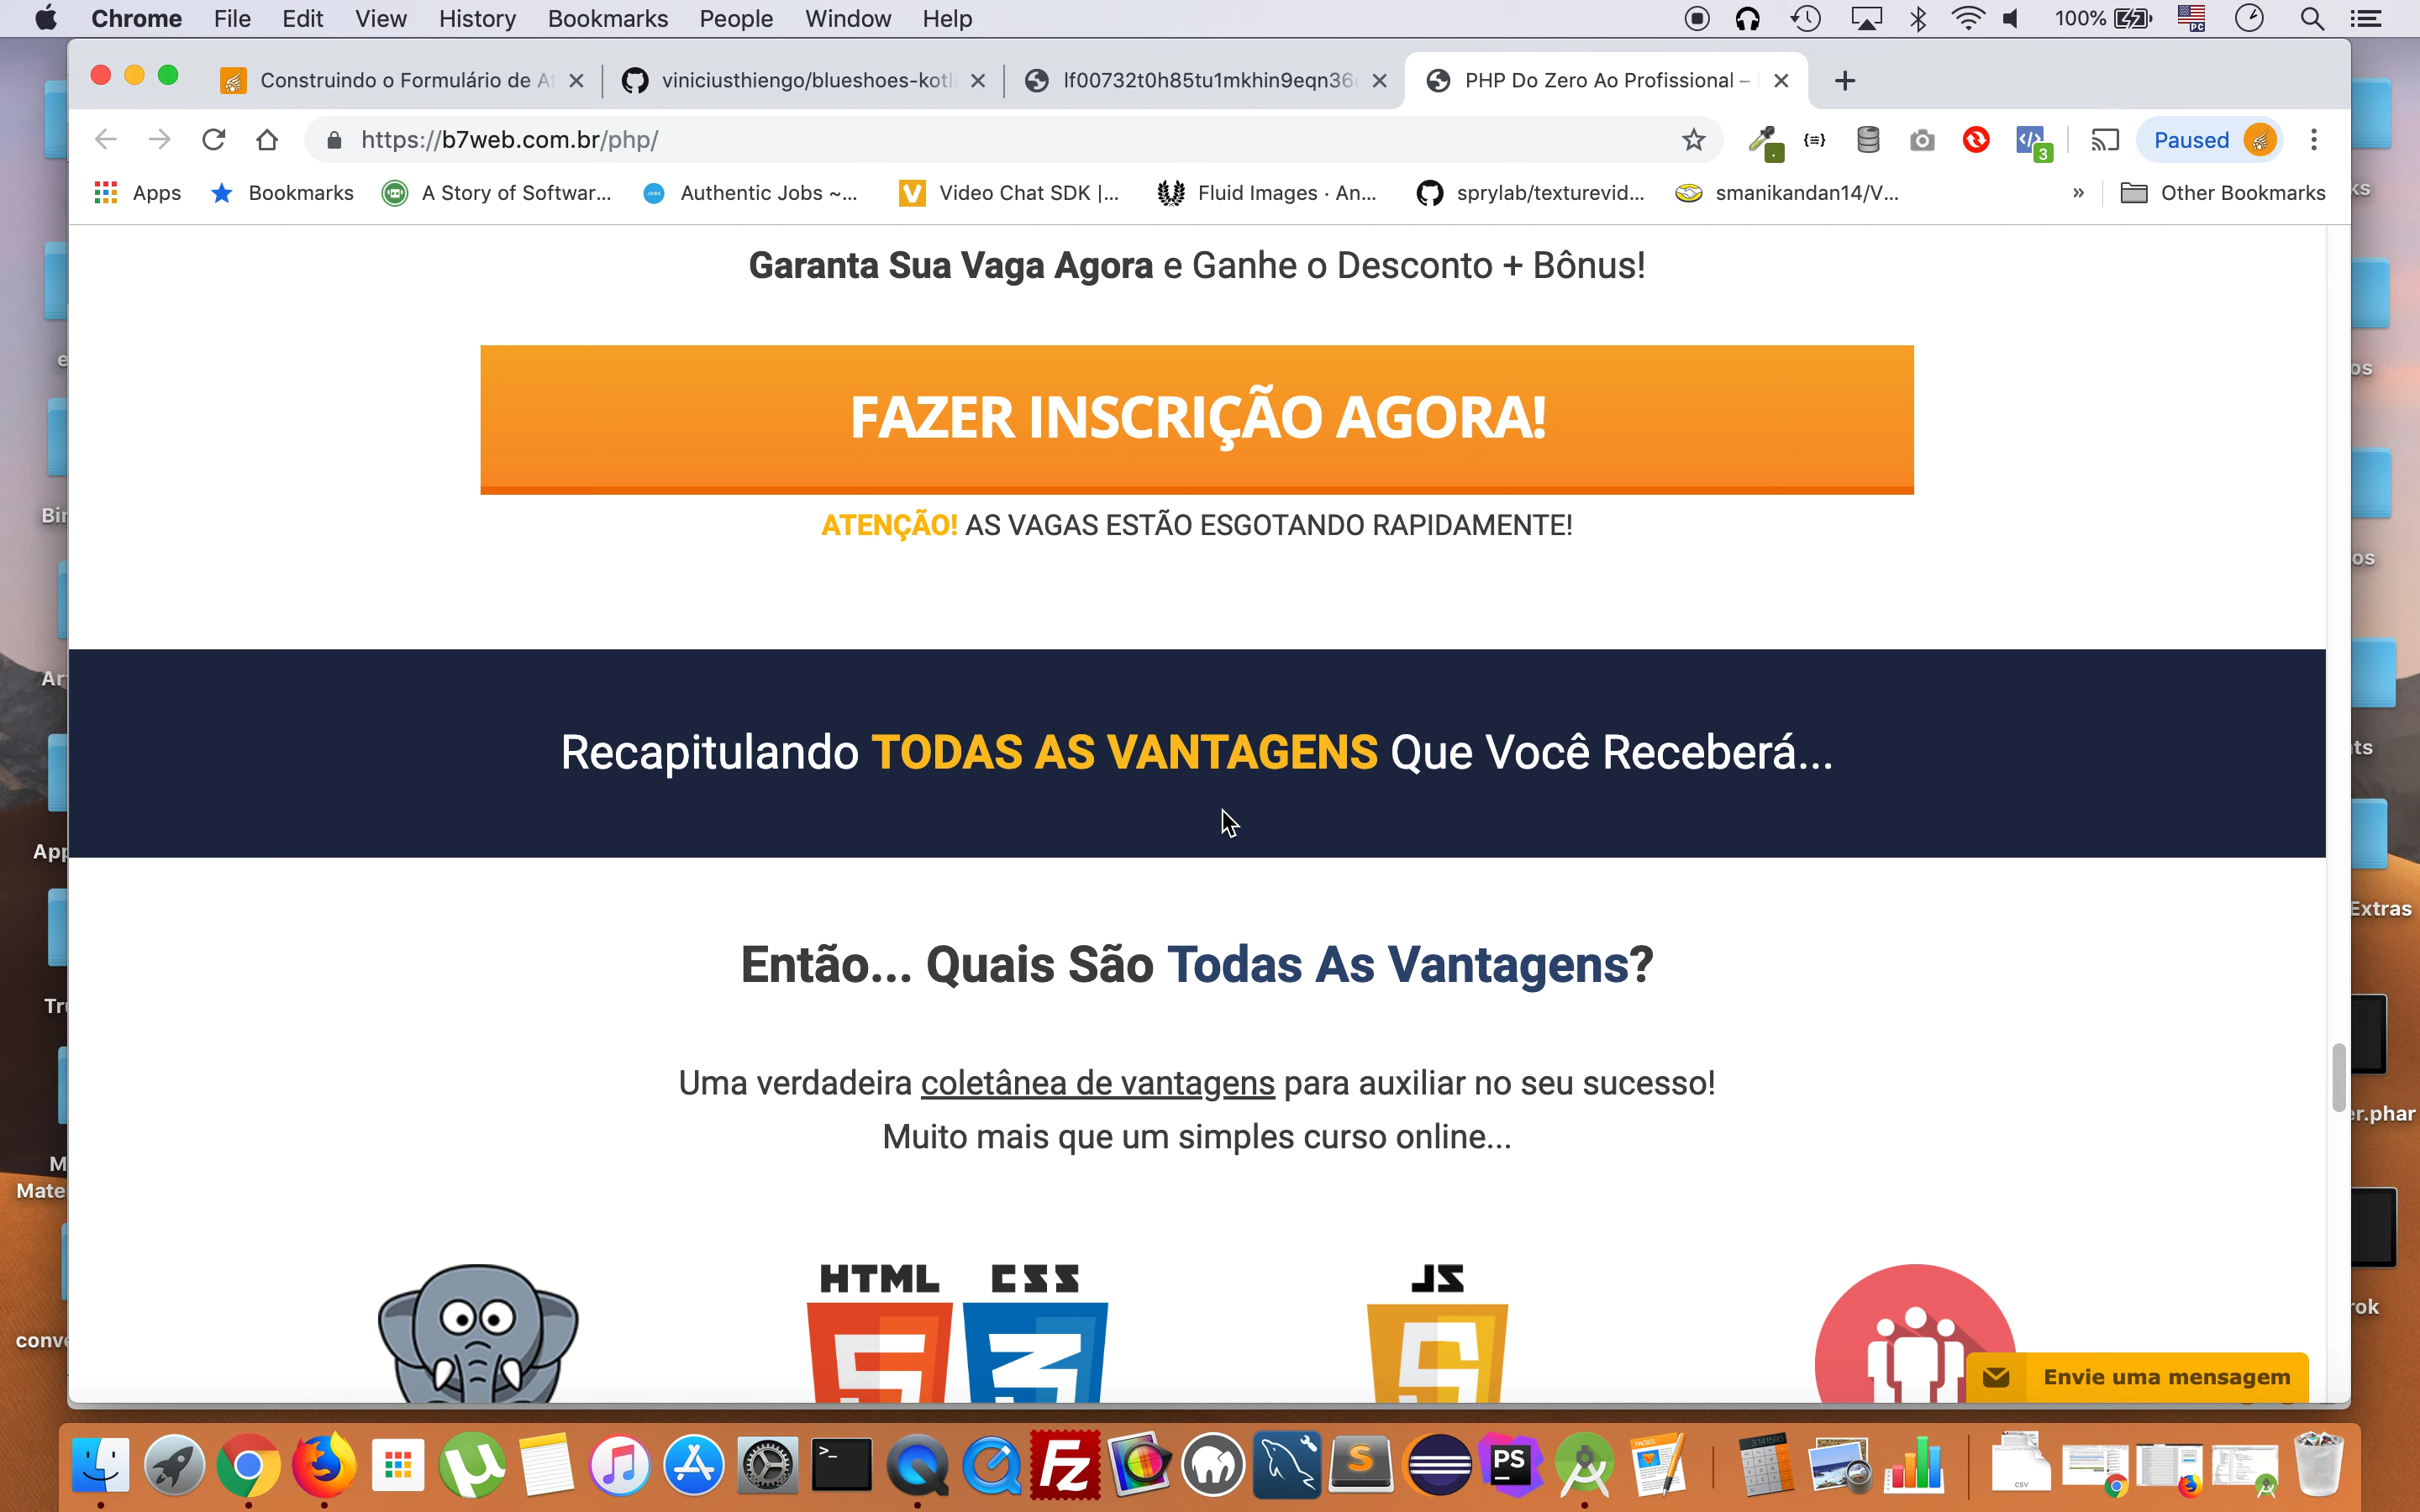 Chrome File Edit View History Bookmarks People Window Help 100%
Construindo o Formulário de A
viniciusthiengo/blueshoes-kotli
lf00732t0h85tu1mkhin9eqn36
PHP Do Zero Ao Profissional –
https://b7web.com.br/php/
Paused
Apps Bookmarks A Story of Softwar... Authentic Jobs ~... Video Chat SDK |... Fluid Images · An... sprylab/texturevid... smanikandan14/V... » Other Bookmarks
Garanta Sua Vaga Agora e Ganhe o Desconto + Bônus!
FAZER INSCRIÇÃO AGORA!
ATENÇÃO! AS VAGAS ESTÃO ESGOTANDO RAPIDAMENTE!
Recapitulando TODAS AS VANTAGENS Que Você Receberá...
Então... Quais São Todas As Vantagens?
Uma verdadeira coletânea de vantagens para auxiliar no seu sucesso!
Muito mais que um simples curso online...
HTML CSS JS
Envie uma mensagem
Extras
er.phar
Mate
conv